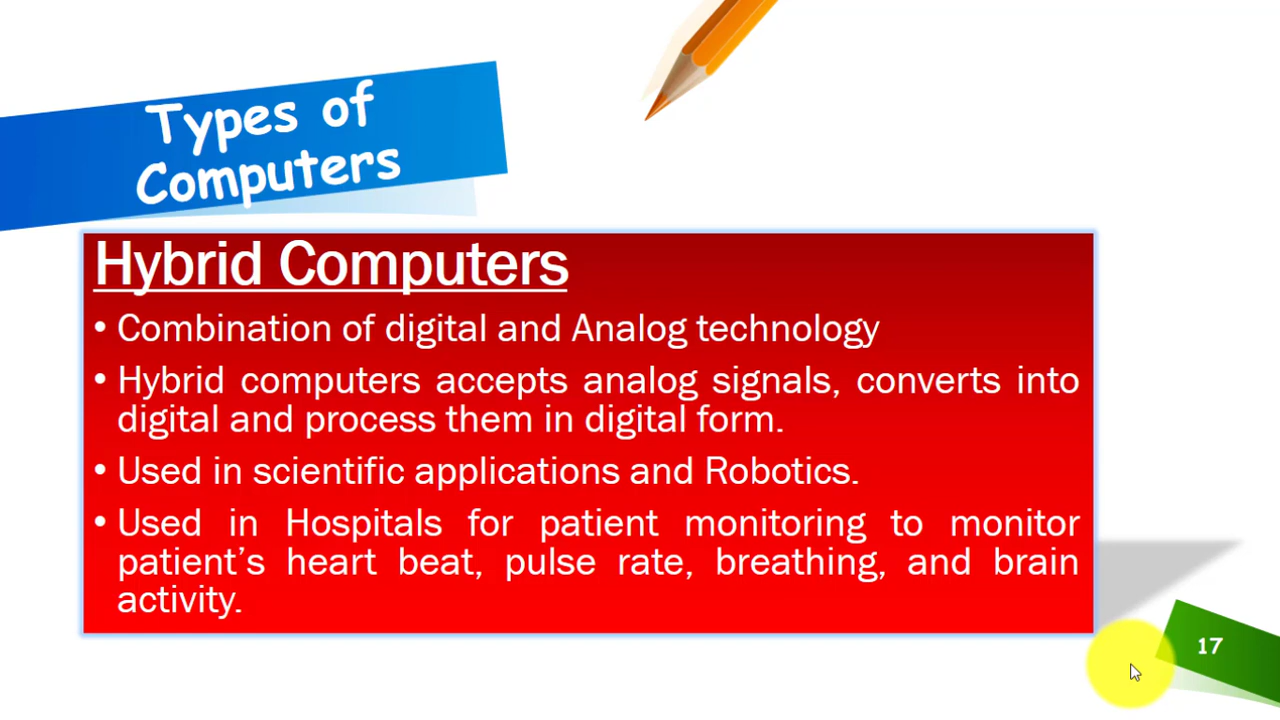 Types of
Computers
Hybrid Computers
• Combination of digital and Analog technology
• Hybrid computers accepts analog signals, converts into
digital and process them in digital form.
• Used in scientific applications and Robotics.
• Used in Hospitals for patient monitoring to monitor
patient’s heart beat, pulse rate, breathing, and brain
activity.
17